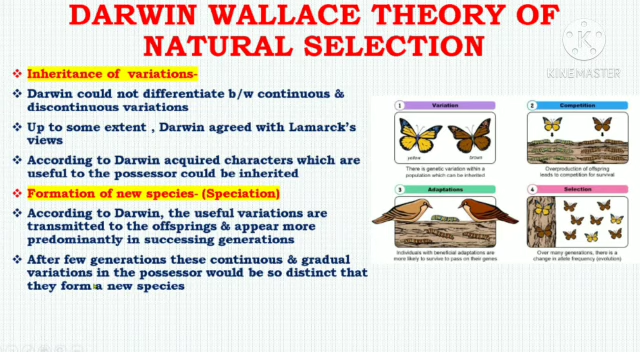 DARWIN WALLACE THEORY OF
NATURAL SELECTION
KINEMASTER
❖ Inheritance of variations-
❖ Darwin could not differentiate b/w continuous &
discontinuous variations
❖ Up to some extent , Darwin agreed with Lamarck's
views
❖ According to Darwin acquired characters which are
useful to the possessor could be inherited
❖ Formation of new species- (Speciation)
❖ According to Darwin, the useful variations are
transmitted to the offsprings & appear more
predominantly in succeeding generations
❖ After few generations these continuous & gradual
variations in the possessor would be so distinct that
they form a new species
1 Variation
yellow brown
There is genetic variation within a
population which can be inherited
2 Competition
Overproduction of offspring
leads to competition for survival
3 Adaptations
Individuals with beneficial adaptations are
more likely to survive to pass on their genes
4 Selection
Over many generations, there is a
change in allele frequency (evolution)